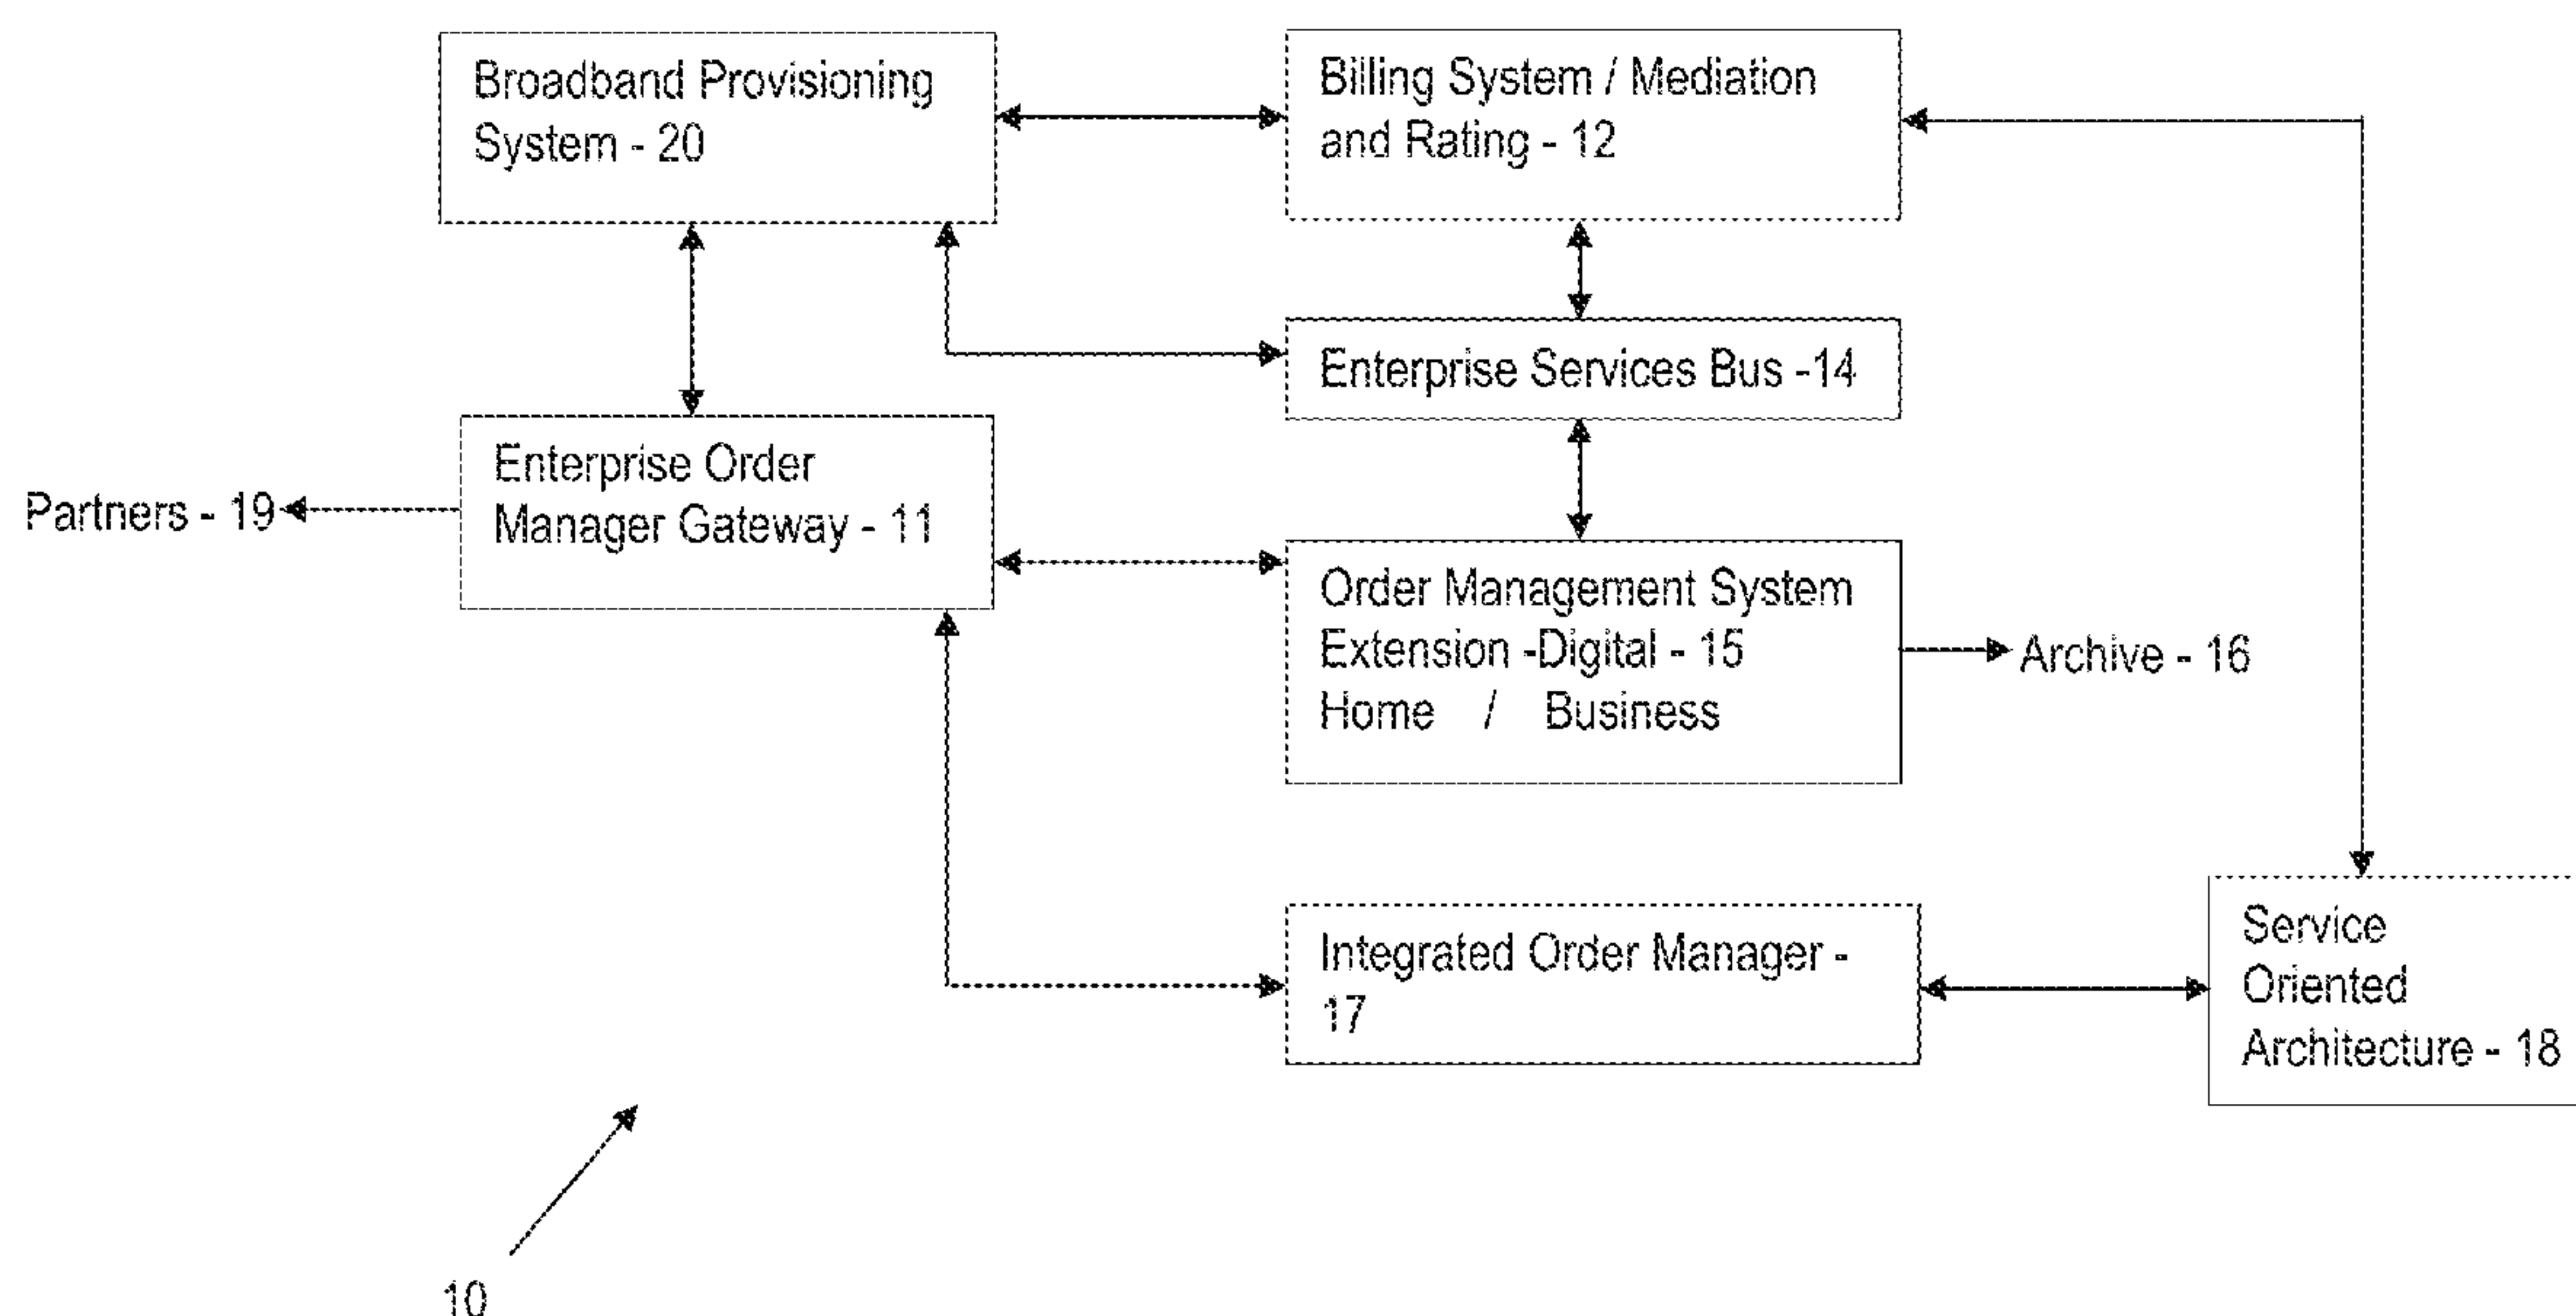 Broadband Provisioning
System - 20
Billing System / Mediation
and Rating - 12
Enterprise Services Bus -14
Enterprise Order
Manager Gateway - 11
Partners - 19
Order Management System
Extension -Digital - 15
Home / Business
Archive - 16
Integrated Order Manager -
17
Service
Oriented
Architecture - 18
10